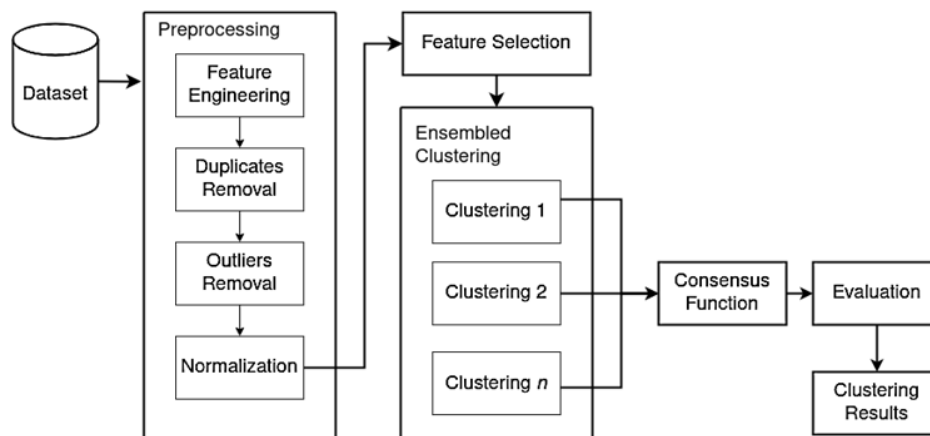 Dataset
Preprocessing
Feature
Engineering
Duplicates
Removal
Outliers
Removal
Normalization
Feature Selection
Ensembled
Clustering
Clustering 1
Clustering 2
Clustering n
Consensus
Function
Evaluation
Clustering
Results